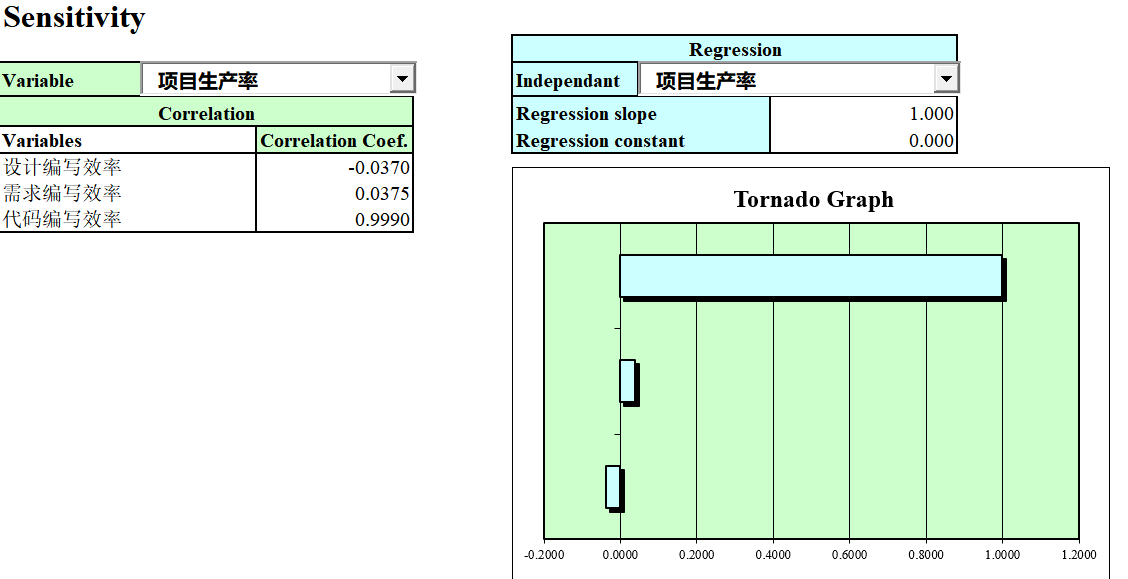 Sensitivity
Variable 项目生产率
Correlation
Variables Correlation Coef.
设计编写效率 -0.0370
需求编写效率 0.0375
代码编写效率 0.9990
Regression
Independant 项目生产率
Regression slope 1.000
Regression constant 0.000
Tornado Graph
-0.2000 0.0000 0.2000 0.4000 0.6000 0.8000 1.0000 1.2000